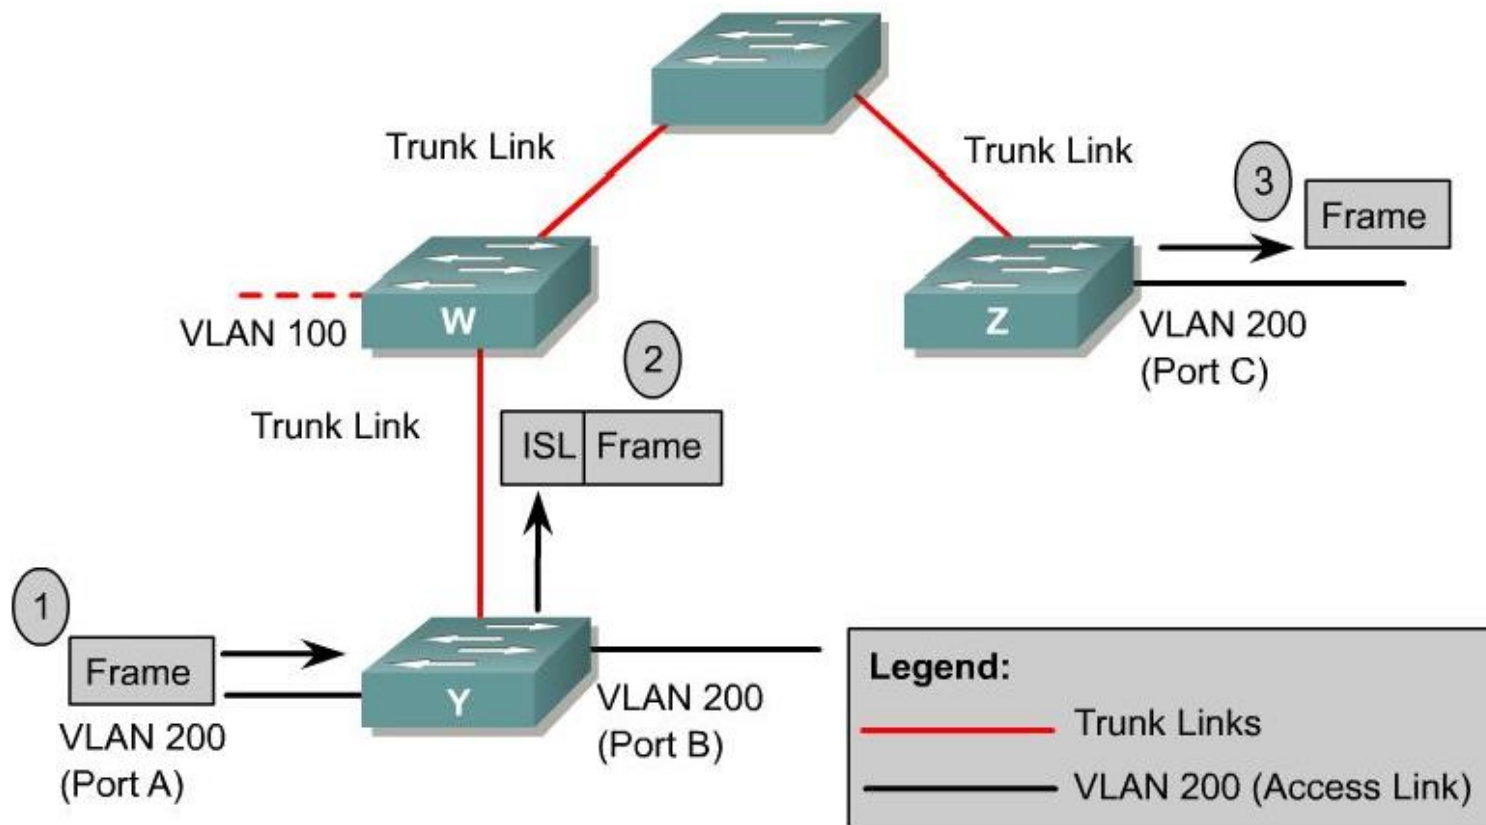 Trunk Link
Trunk Link
3
Frame
W
VLAN 100
Z
VLAN 200
(Port C)
2
Trunk Link
ISL
Frame
1
Frame
VLAN 200
(Port A)
Y
VLAN 200
(Port B)
Legend:
Trunk Links
VLAN 200 (Access Link)